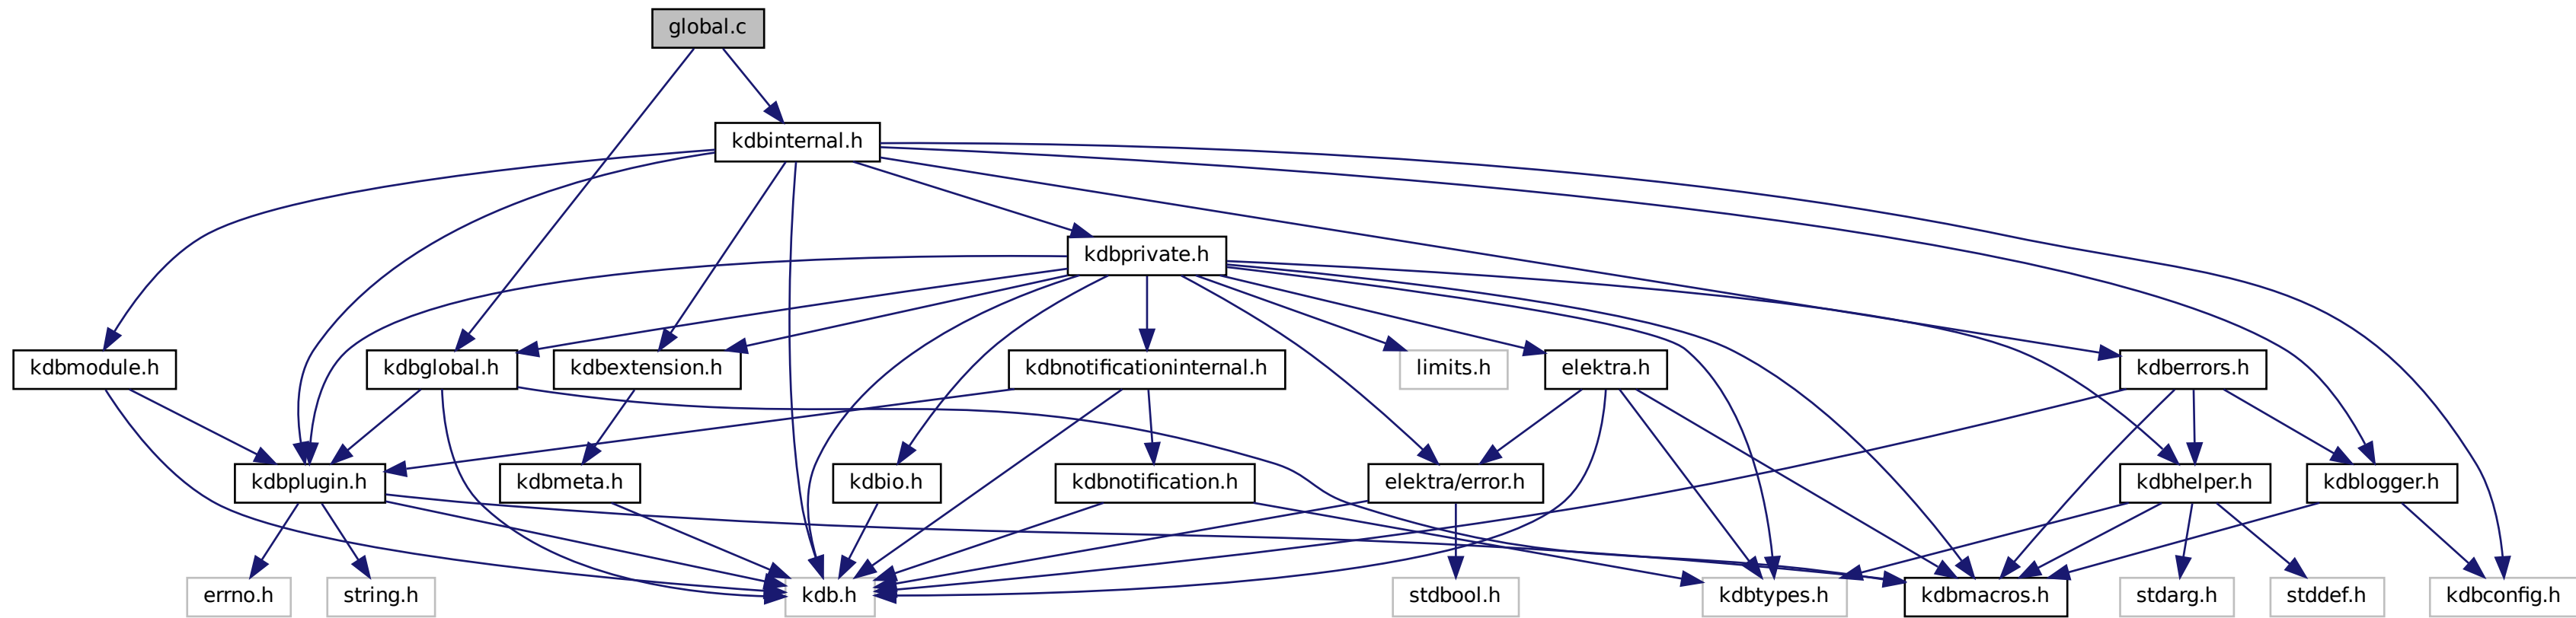 global.c
kdbinternal.h
kdbprivate.h
kdbmodule.h
kdbglobal.h
kdbextension.h
kdbnotificationinternal.h
limits.h
elektra.h
kdberrors.h
kdbplugin.h
kdbmeta.h
kdbio.h
kdbnotification.h
elektra/error.h
kdbhelper.h
kdblogger.h
errno.h
string.h
kdb.h
stdbool.h
kdbtypes.h
kdbmacros.h
stdarg.h
stddef.h
kdbconfig.h